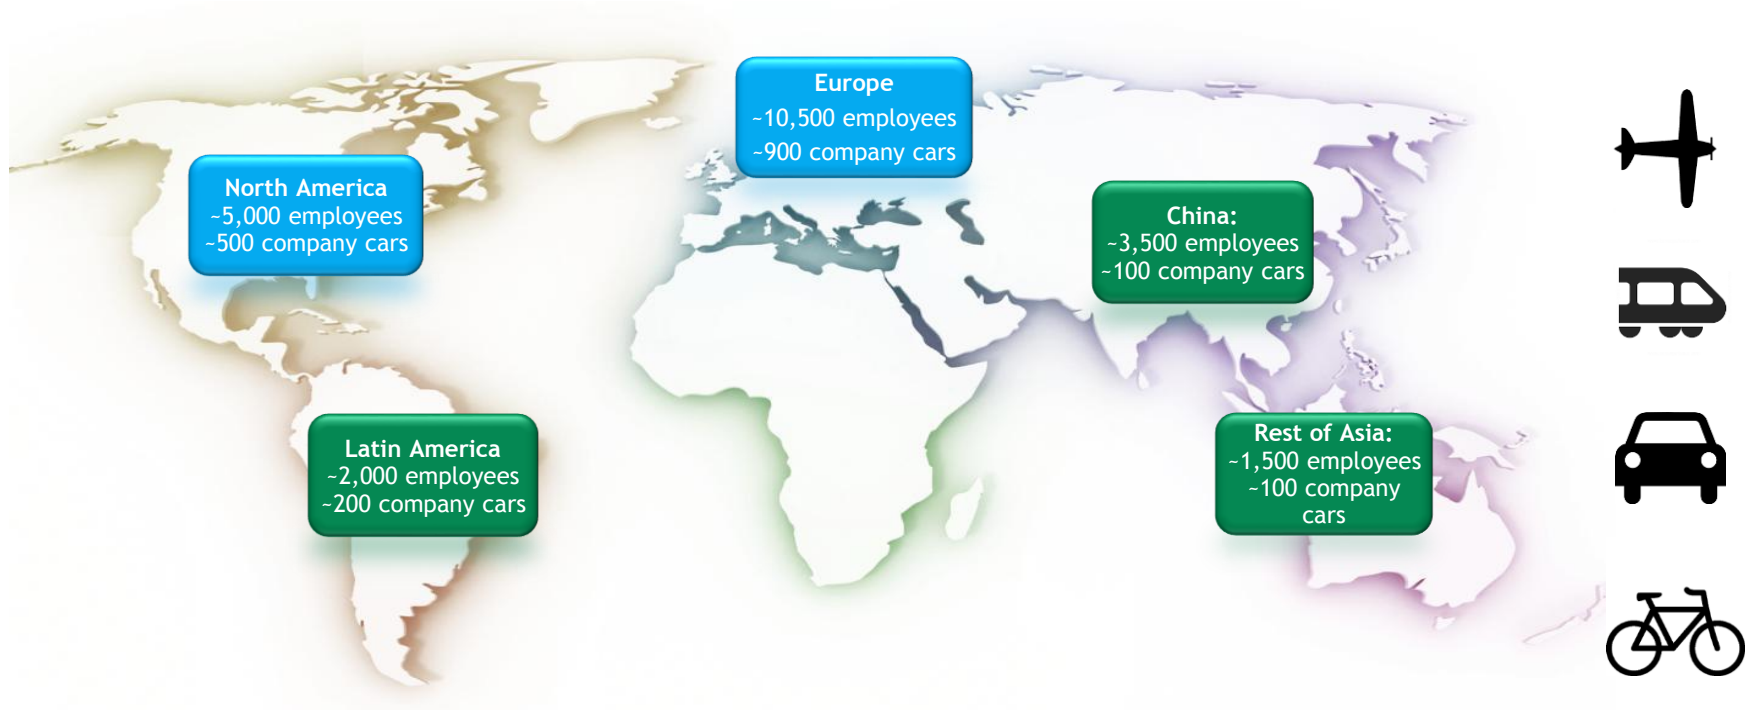 Europe
~10,500 employees
~900 company cars
North America
~5,000 employees
~500 company cars
China:
~3,500 employees
~100 company cars
Latin America
~2,000 employees
~200 company cars
Rest of Asia:
~1,500 employees
~100 company
cars